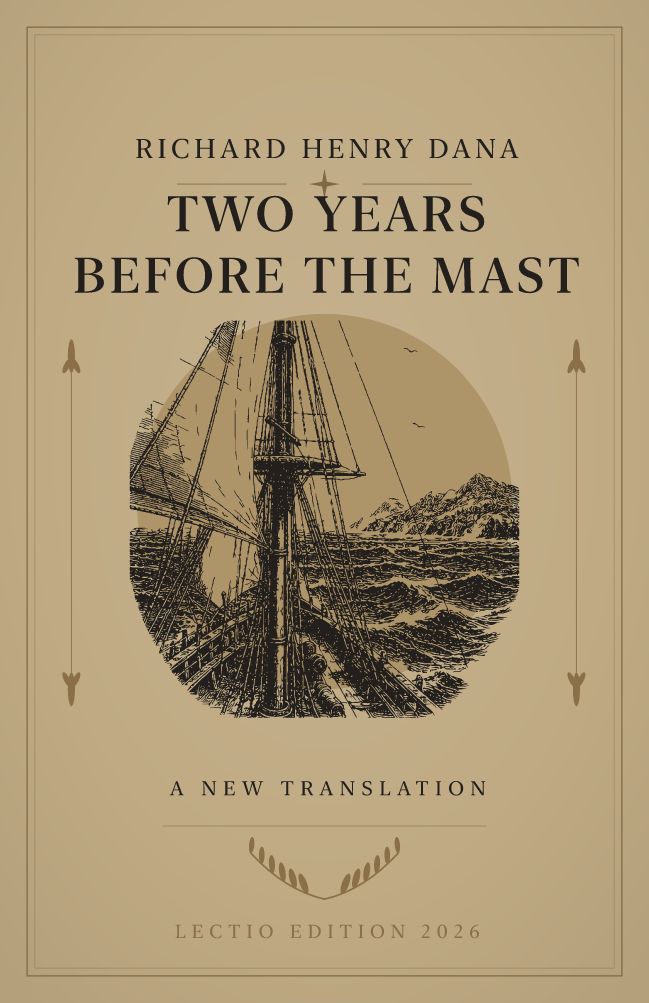 RICHARD HENRY DANA
TWO YEARS
BEFORE THE MAST
A NEW TRANSLATION
LECTIO EDITION 2026